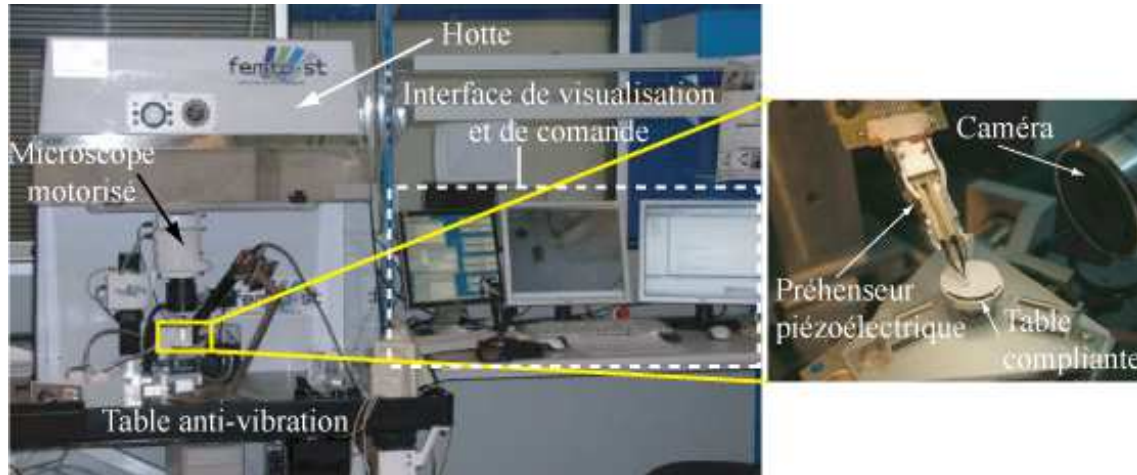 Hotte
femto-st
Interface de visualisation
et de comande
Microscope
motorisé
Caméra
Préhenseur
piézoélectrique
Table
compliante
Table anti-vibration